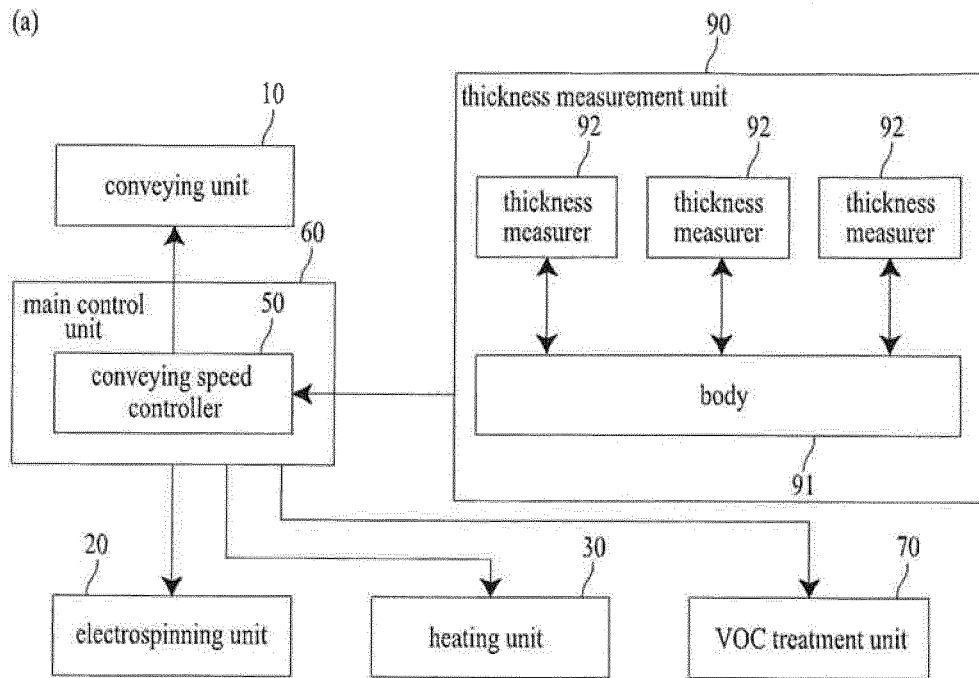 (a)
90
thickness measurement unit
10
92
92
92
conveying unit
thickness
measurer
thickness
measurer
thickness
measurer
60
main control
unit
50
conveying speed
controller
body
91
20
30
70
electrospinning unit
heating unit
VOC treatment unit